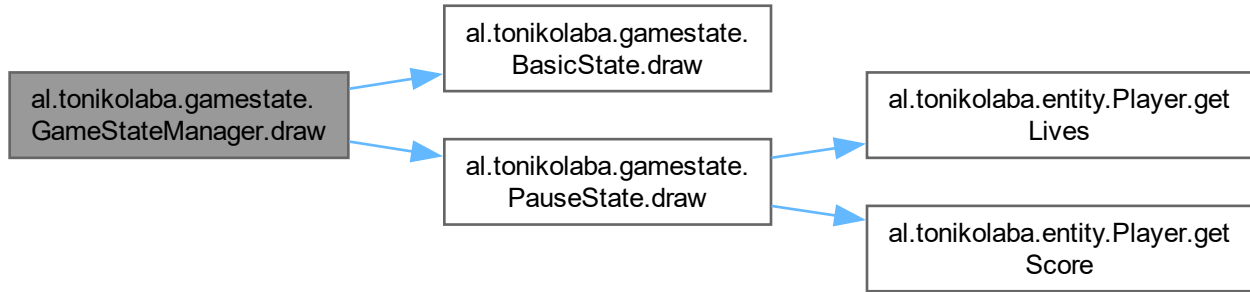 al.tonikolaba.gamestate.
GameStateManager.draw
al.tonikolaba.gamestate.
BasicState.draw
al.tonikolaba.gamestate.
PauseState.draw
al.tonikolaba.entity.Player.get
Lives
al.tonikolaba.entity.Player.get
Score